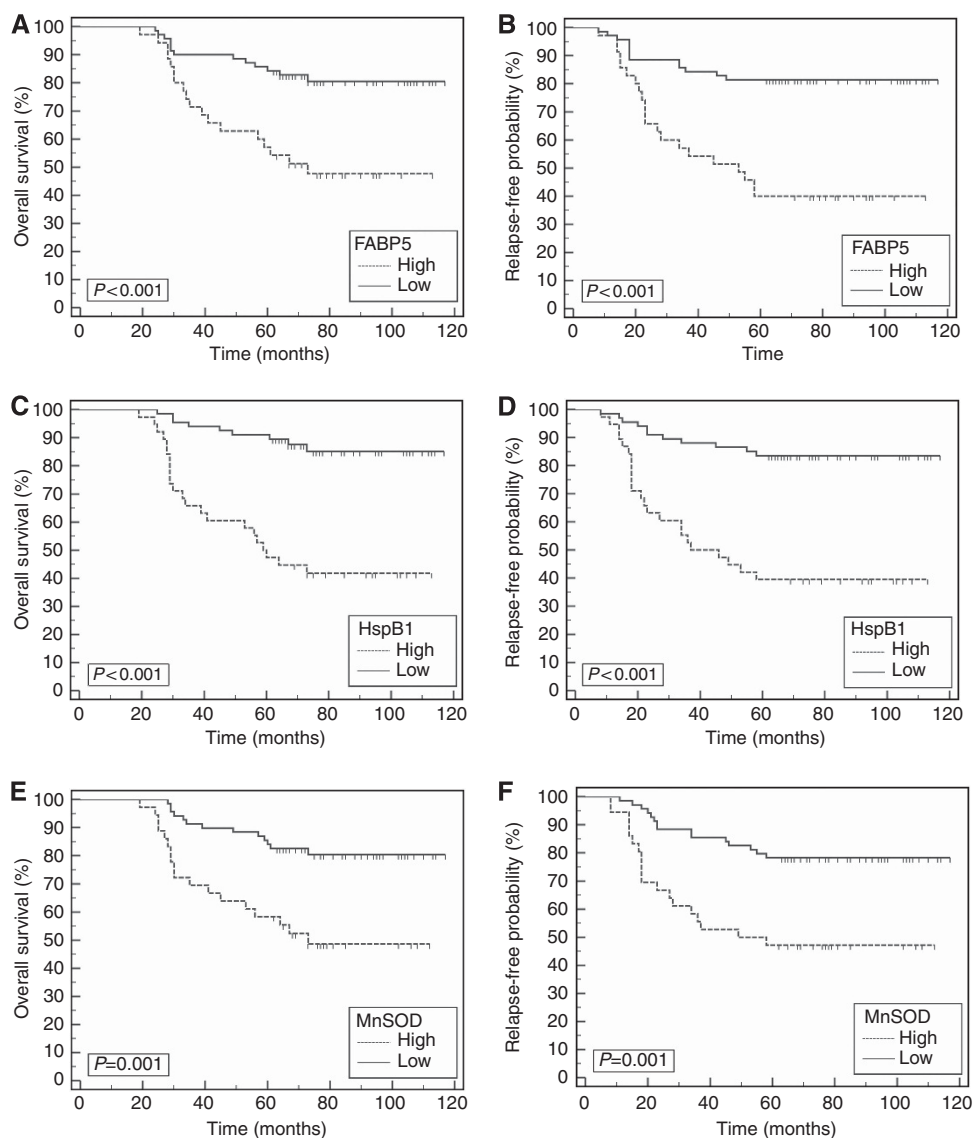 A
Overall survival (%)
100
90
80
70
60
50
40
30
20
10
0
FABP5
High
Low
P<0.001
0 20 40 60 80 100 120
Time (months)
B
Relapse-free probability (%)
100
90
80
70
60
50
40
30
20
10
0
FABP5
High
Low
P<0.001
0 20 40 60 80 100 120
Time
C
Overall survival (%)
100
90
80
70
60
50
40
30
20
10
0
HspB1
High
Low
P<0.001
0 20 40 60 80 100 120
Time (months)
D
Relapse-free probability (%)
100
90
80
70
60
50
40
30
20
10
0
HspB1
High
Low
P<0.001
0 20 40 60 80 100 120
Time (months)
E
Overall survival (%)
100
90
80
70
60
50
40
30
20
10
0
MnSOD
High
Low
P=0.001
0 20 40 60 80 100 120
Time (months)
F
Relapse-free probability (%)
100
90
80
70
60
50
40
30
20
10
0
MnSOD
High
Low
P=0.001
0 20 40 60 80 100 120
Time (months)